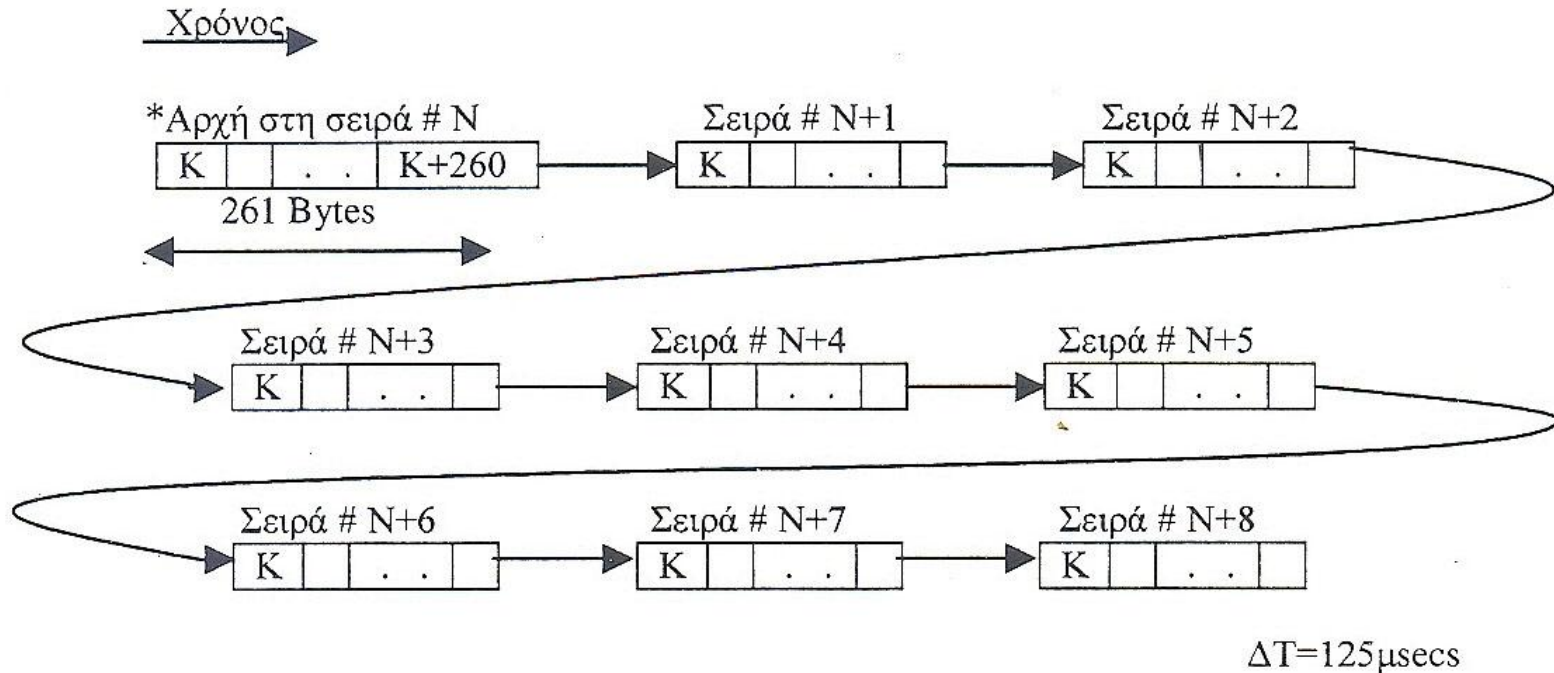 Χρόνος
*Αρχή στη σειρά # N Σειρά # N+1 Σειρά # N+2
K . . K+260 K . . K . .
261 Bytes
Σειρά # N+3 Σειρά # N+4 Σειρά # N+5
K . . K . . K . .
Σειρά # N+6 Σειρά # N+7 Σειρά # N+8
K . . K . . K . .
ΔT=125μsecs